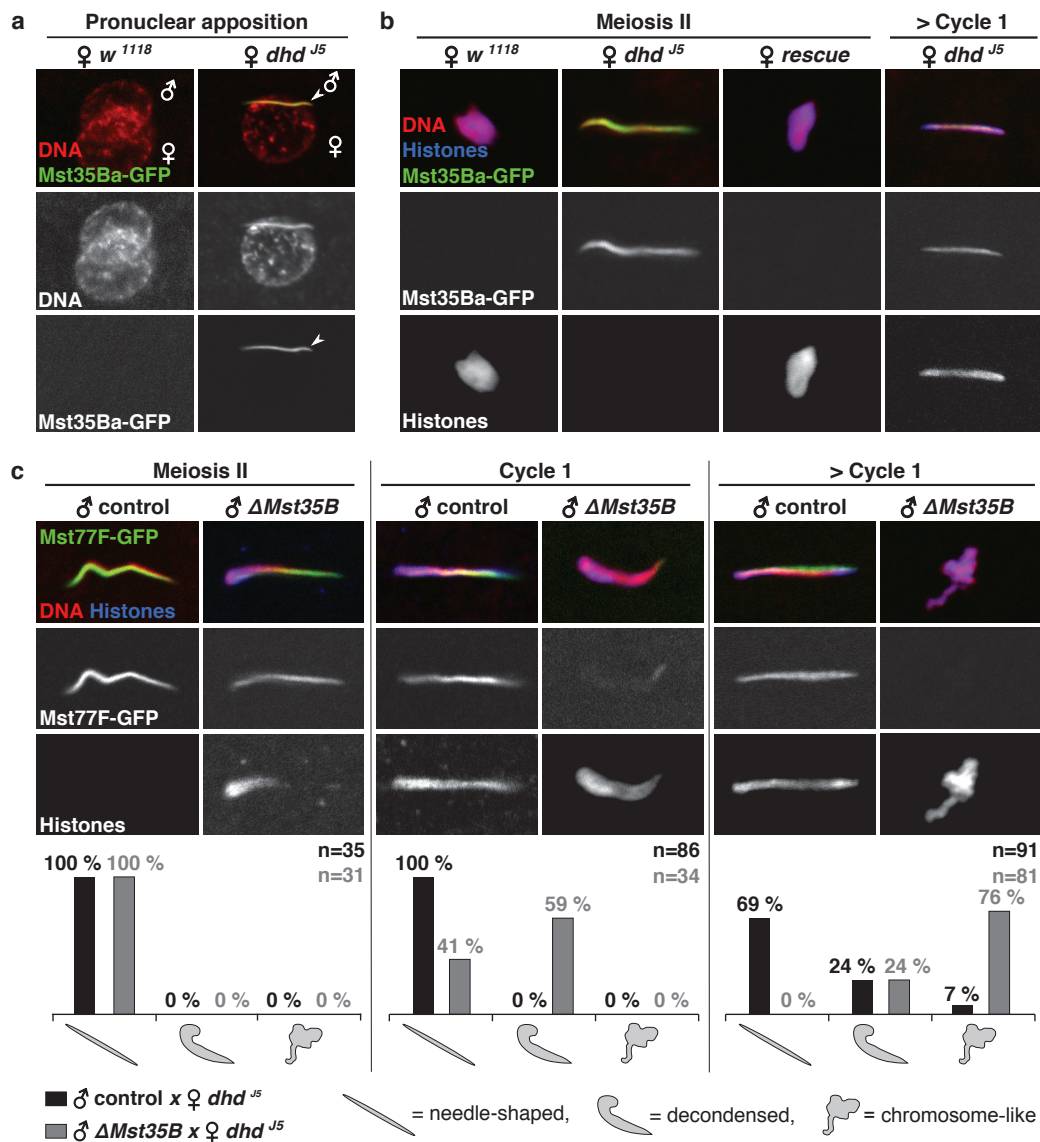 a Pronuclear apposition
♀ w 1118 ♀ dhd J5
♂ ♂
♀ ♀
DNA
Mst35Ba-GFP
DNA
Mst35Ba-GFP
b Meiosis II > Cycle 1
♀ w 1118 ♀ dhd J5 ♀ rescue ♀ dhd J5
DNA
Histones
Mst35Ba-GFP
Mst35Ba-GFP
Histones
c Meiosis II Cycle 1 > Cycle 1
♂ control ♂ ΔMst35B ♂ control ♂ ΔMst35B ♂ control ♂ ΔMst35B
Mst77F-GFP
DNA Histones
Mst77F-GFP
Histones
n=35 n=86 n=91
n=31 n=34 n=81
100 % 100 % 0 % 0 % 0 % 0 %
100 % 41 % 0 % 59 % 0 % 0 %
69 % 0 % 24 % 24 % 7 % 76 %
♂ control x ♀ dhd J5
♂ ΔMst35B x ♀ dhd J5
= needle-shaped, = decondensed, = chromosome-like